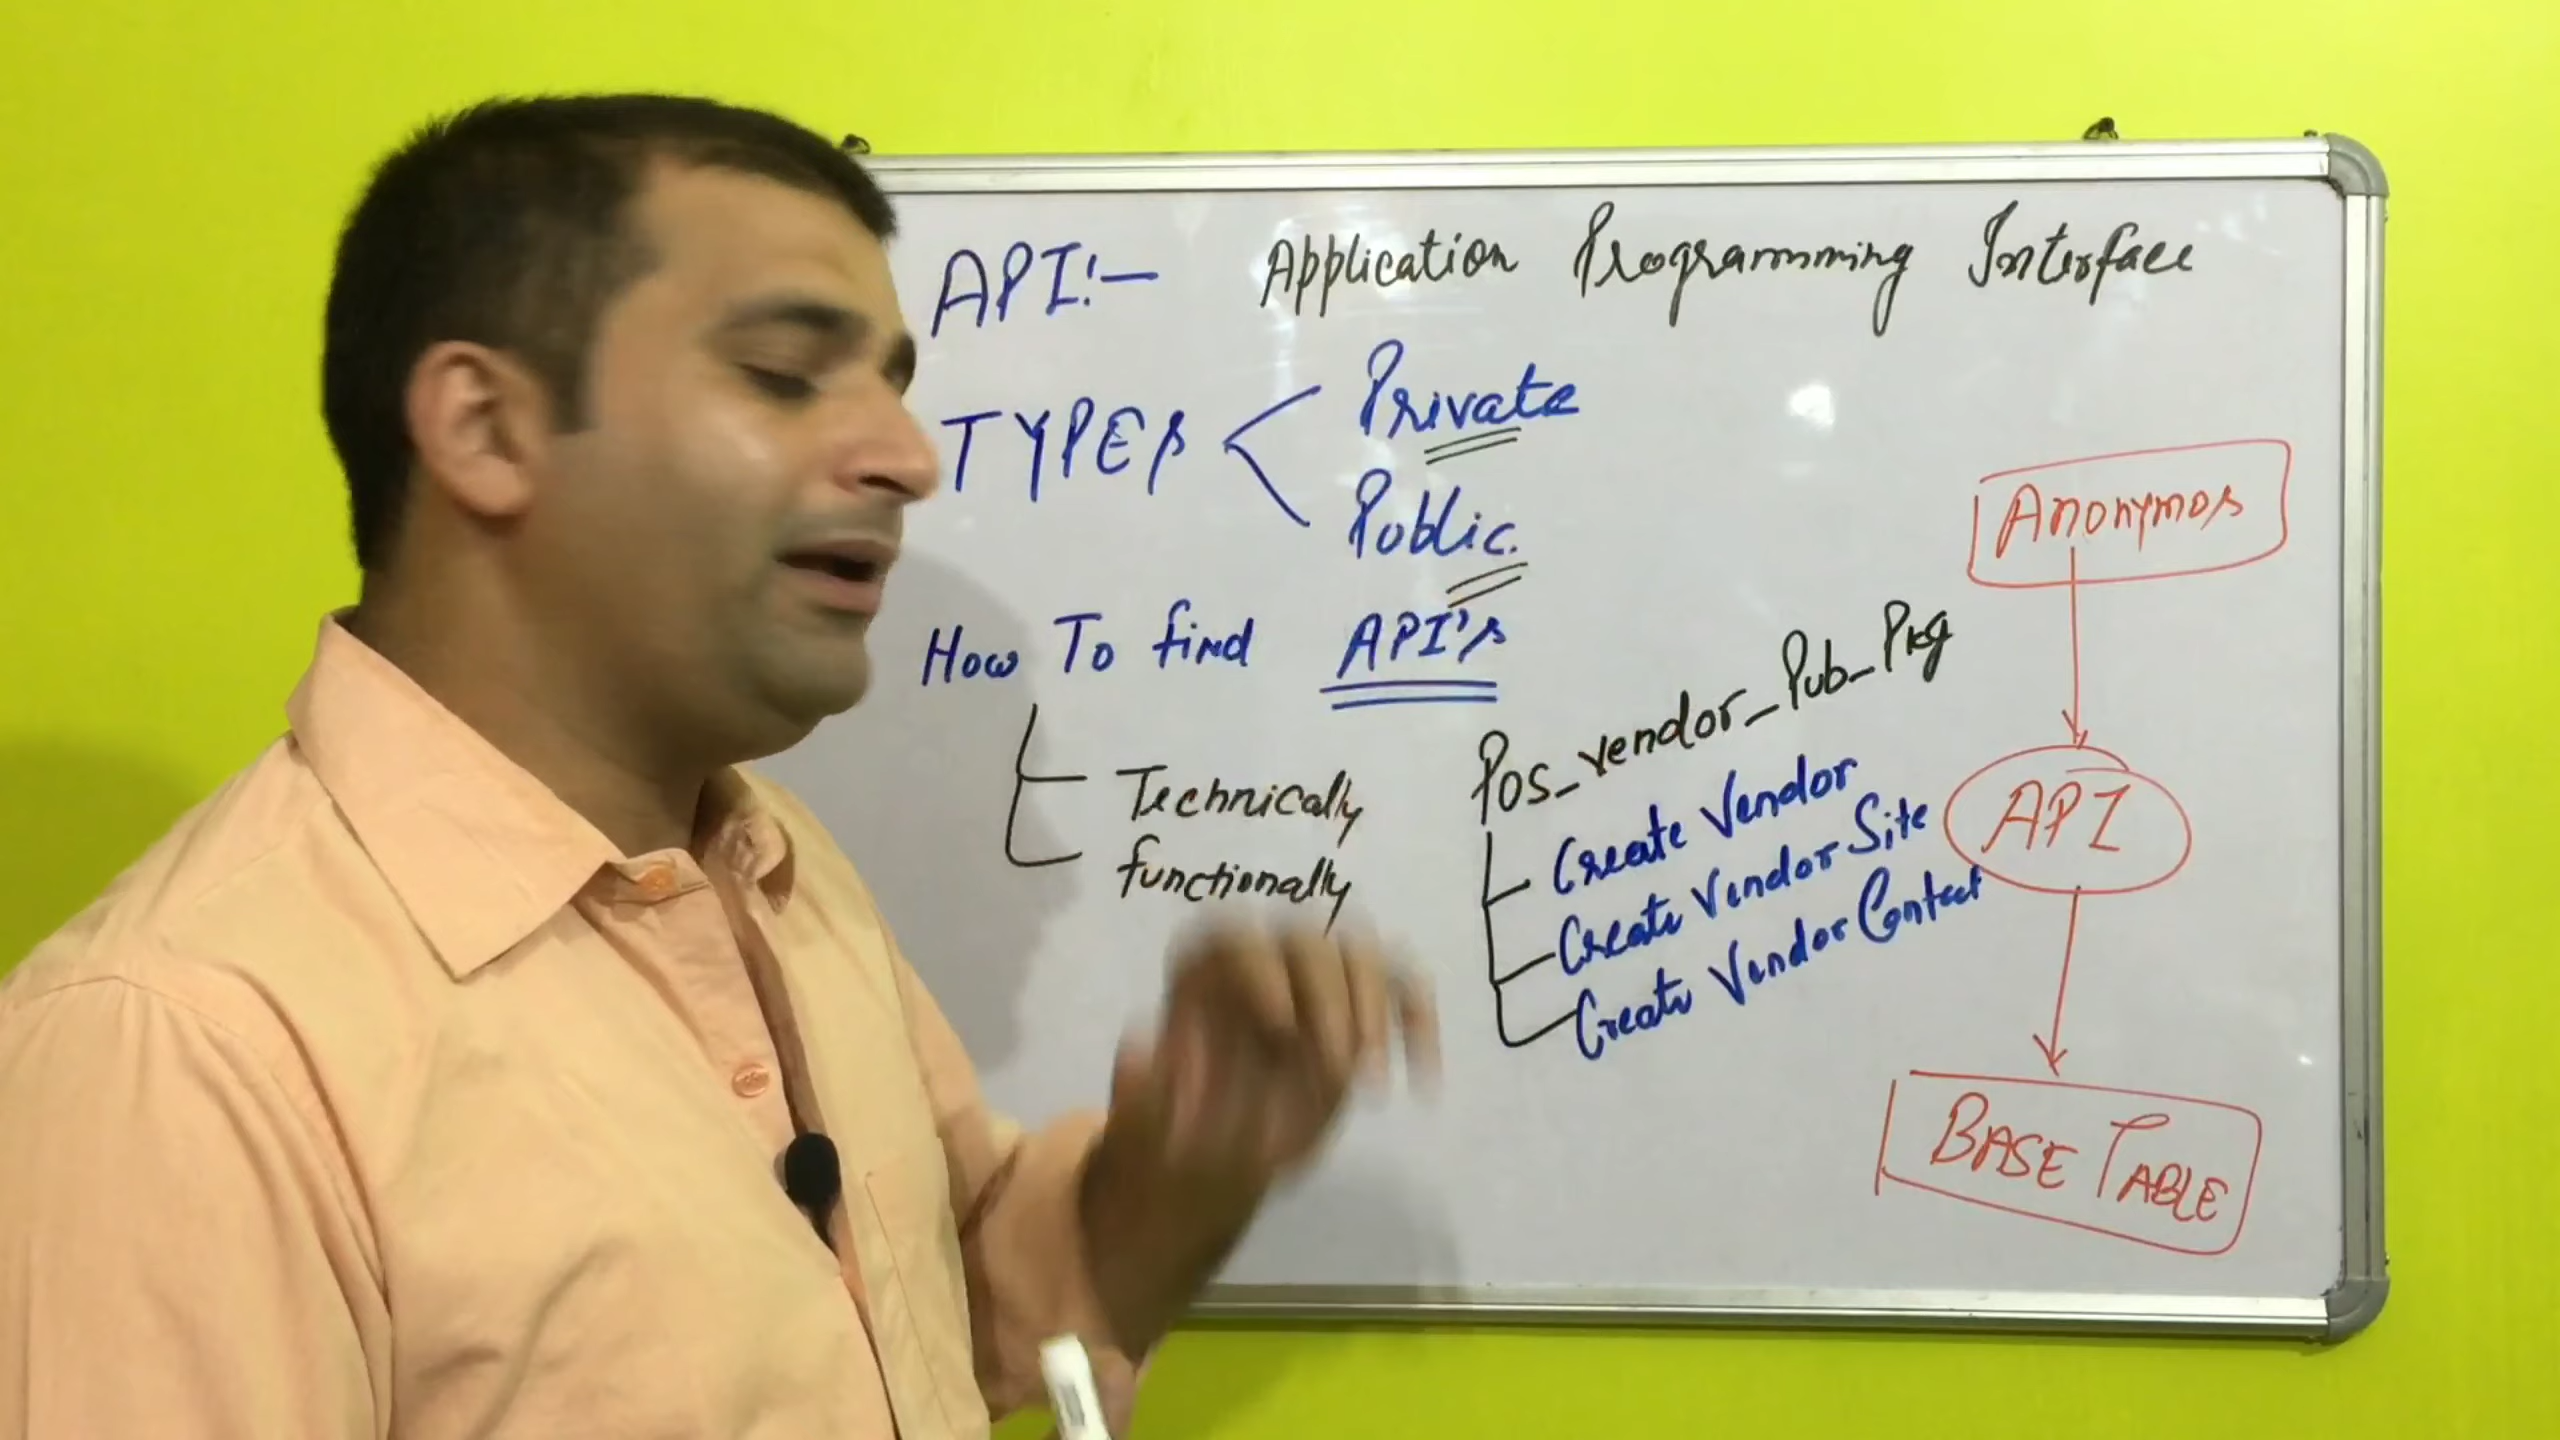 API:- Application Programming Interface
TYPES
Private
Public.
How To find API's
Technically
functionally
Pos_vendor_Pub_Pkg
Create Vendor
Create Vendor Site
Create Vendor Contact
Anonymos
API
BASE TABLE